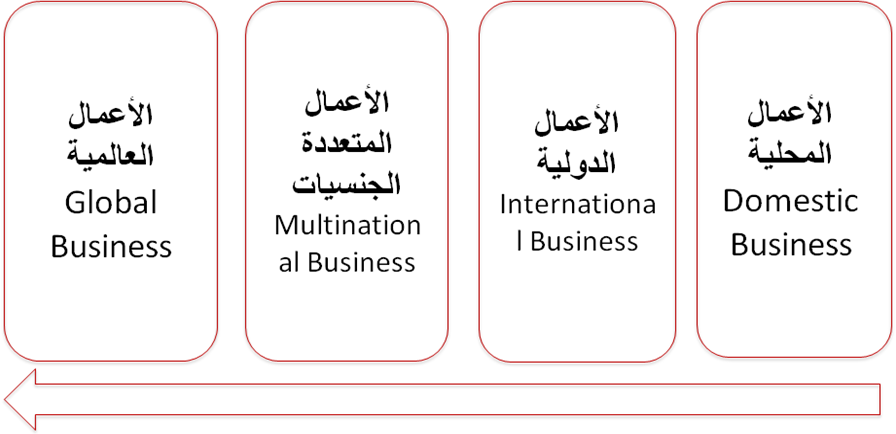 الأعمال
المحلية
Domestic
Business
الأعمال
الدولية
Internationa
l Business
الأعمال
المتعددة
الجنسيات
Multination
al Business
الأعمال
العالمية
Global
Business